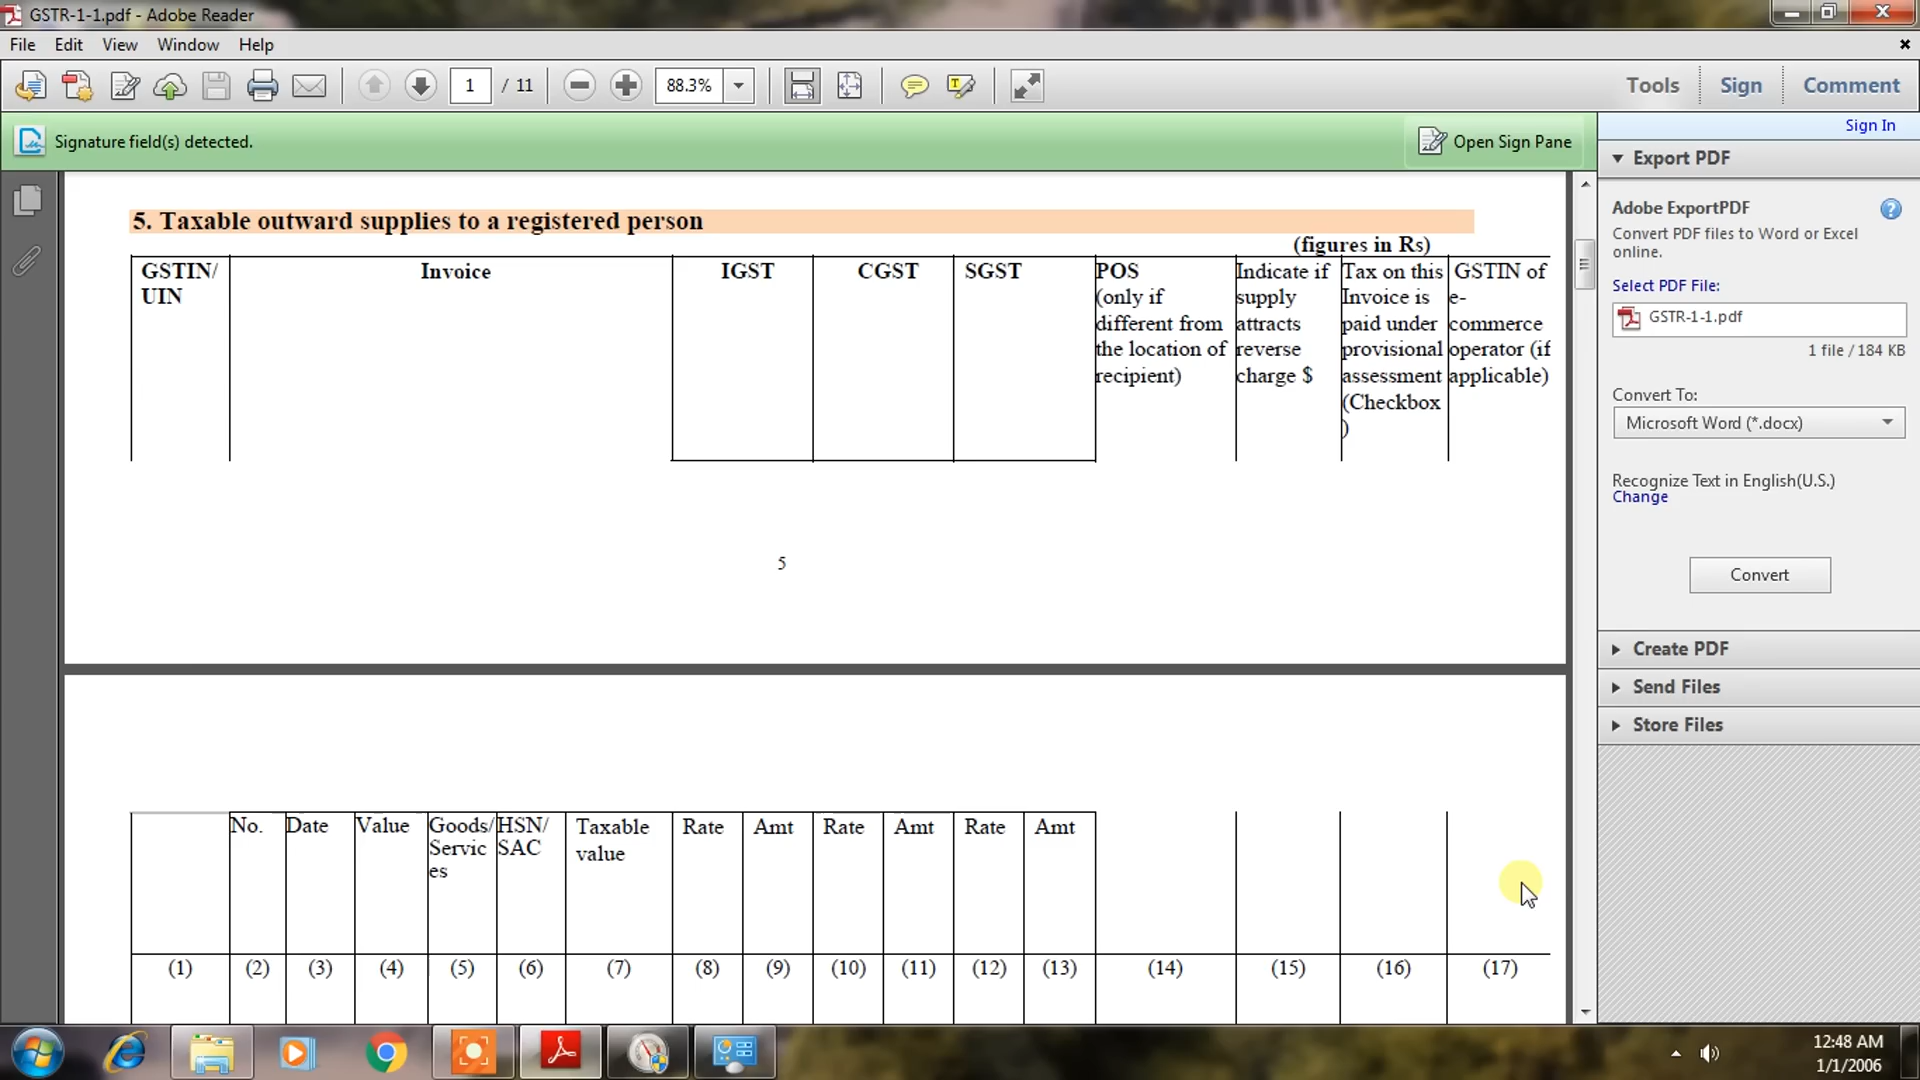 GSTR-1-1.pdf - Adobe Reader
File Edit View Window Help
1 / 11 88.3% Tools Sign Comment
Signature field(s) detected. Open Sign Pane
Sign In
Export PDF
Adobe ExportPDF
Convert PDF files to Word or Excel
online.
Select PDF File:
GSTR-1-1.pdf
1 file / 184 KB
Convert To:
Microsoft Word (*.docx)
Recognize Text in English(U.S.)
Change
Convert
Create PDF
Send Files
Store Files
5. Taxable outward supplies to a registered person
(figures in Rs)
GSTIN/
UIN
Invoice
IGST
CGST
SGST
POS
(only if
different from
the location of
recipient)
Indicate if
supply
attracts
reverse
charge $
Tax on this
Invoice is
paid under
provisional
assessment
(Checkbox
)
GSTIN of
e-
commerce
operator (if
applicable)
5
No.
Date
Value
Goods/
Servic
es
HSN/
SAC
Taxable
value
Rate
Amt
Rate
Amt
Rate
Amt
(1) (2) (3) (4) (5) (6) (7) (8) (9) (10) (11) (12) (13) (14) (15) (16) (17)
12:48 AM
1/1/2006